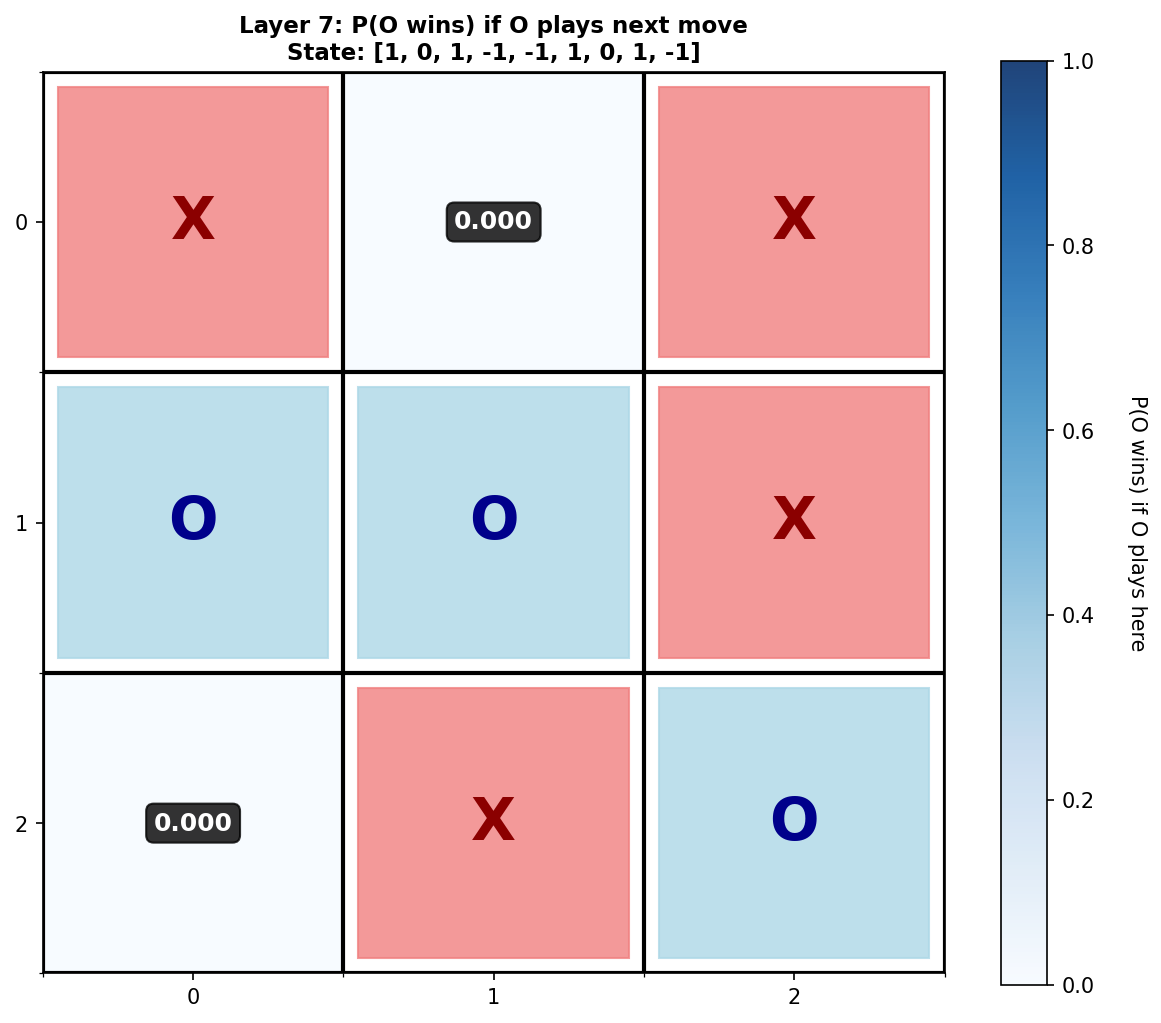 Layer 7: P(O wins) if O plays next move
State: [1, 0, 1, -1, -1, 1, 0, 1, -1]
X 0.000 X
O O X
0.000 X O
0
1
2
0 1 2
1.0
0.8
0.6
0.4
0.2
0.0
P(O wins) if O plays here